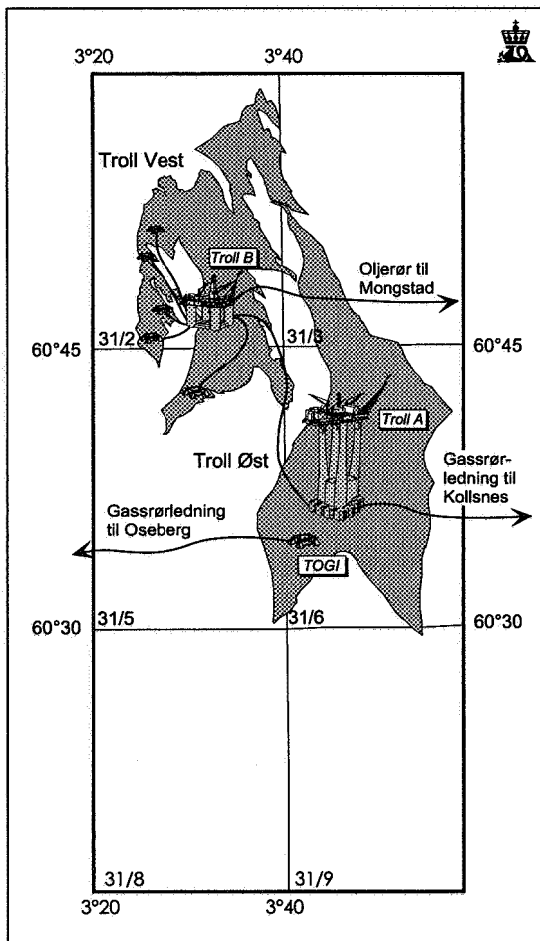 3°20
3°40
Troll Vest
Troll B
Oljerør til
Mongstad
31/2
31/3
60°45
60°45
Troll A
Troll Øst
Gassrør-
ledning til
Kollsnes
Gassrørledning
til Oseberg
TOGI
31/5
31/6
60°30
60°30
31/8
31/9
3°20
3°40